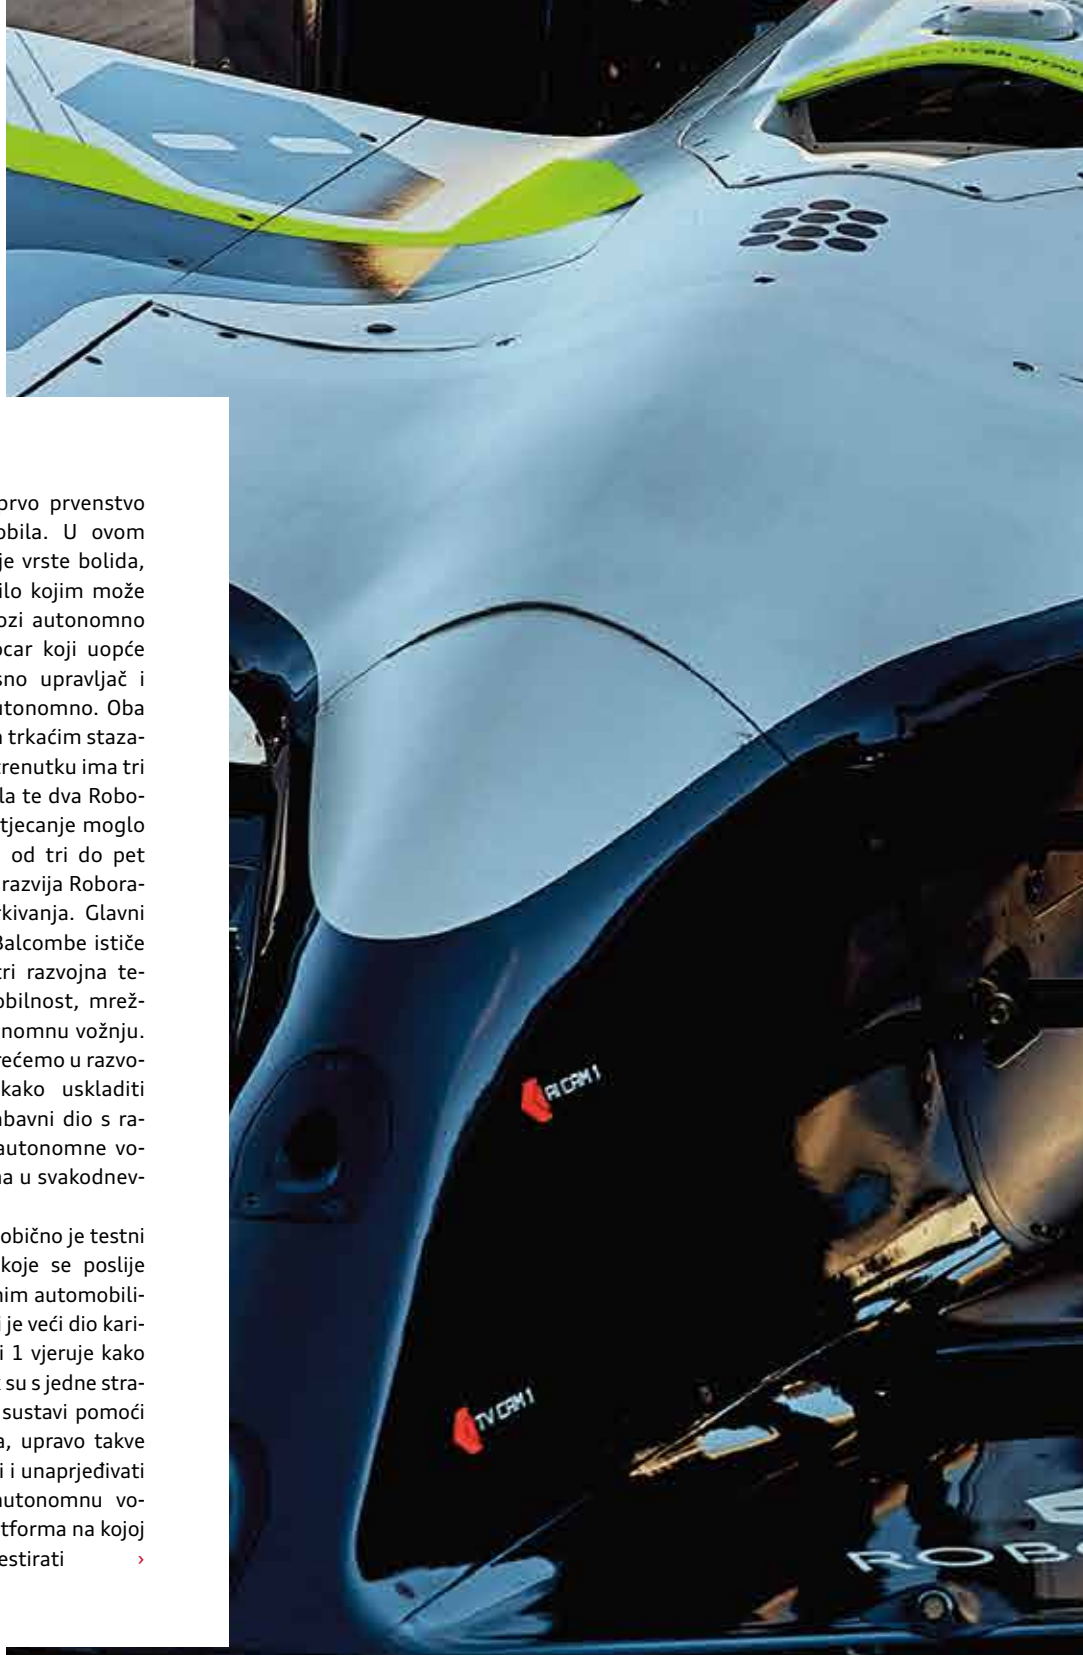 prvo prvenstvo
obila. U ovom
je vrste bolida,
ilo kojim može
ozi autonomno
ocar koji uopće
sno upravljač i
utonomno. Oba
trkaćim staza-
trenutku ima tri
la te dva Robo-
tjecanje moglo
od tri do pet
razvija Robora-
rkivanja. Glavni
Balcombe ističe
tri razvojna te-
obilnost, mrež-
nomnu vožnju.
rećemo u razvo-
kako uskladiti
abavni dio s ra-
autonomne vo-
na u svakodnev-
obično je testni
koje se poslije
nim automobili-
i je veći dio kari-
i 1 vjeruje kako
su s jedne stra-
sustavi pomoći
a, upravo takve
i i unaprjeđivati
autonomnu vo-
tforma na kojoj
estirati ›
AI CAM 1
TV CAM 1
ROBO